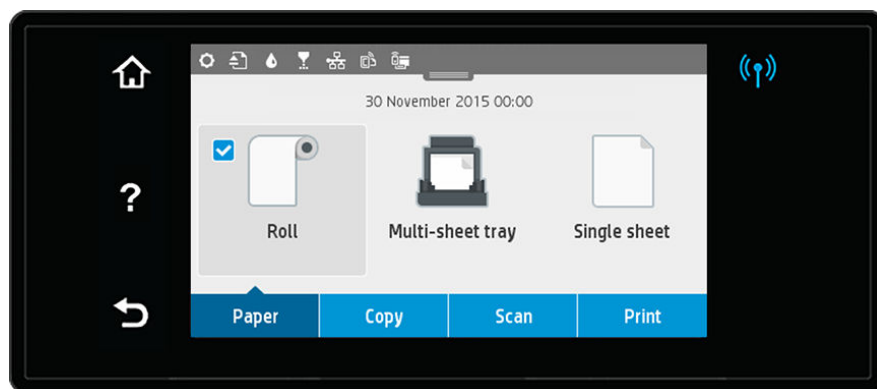 30 November 2015 00:00
Roll Multi-sheet tray Single sheet
Paper Copy Scan Print